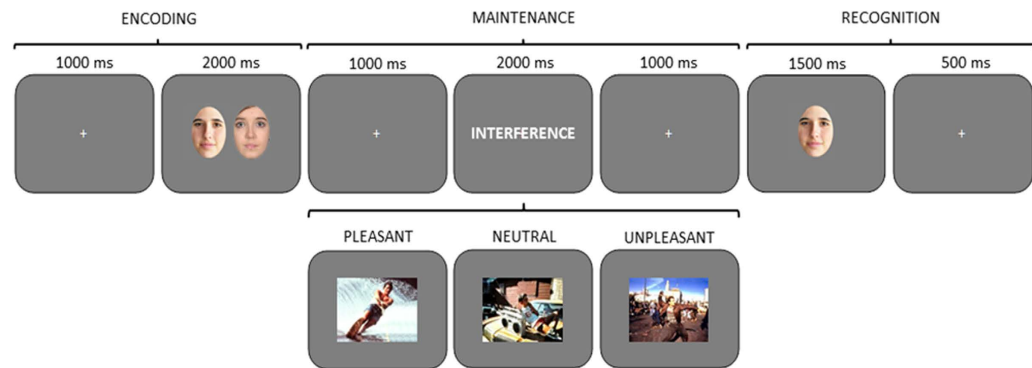 ENCODING MAINTENANCE RECOGNITION
1000 ms 2000 ms 1000 ms 2000 ms 1000 ms 1500 ms 500 ms
INTERFERENCE
PLEASANT NEUTRAL UNPLEASANT